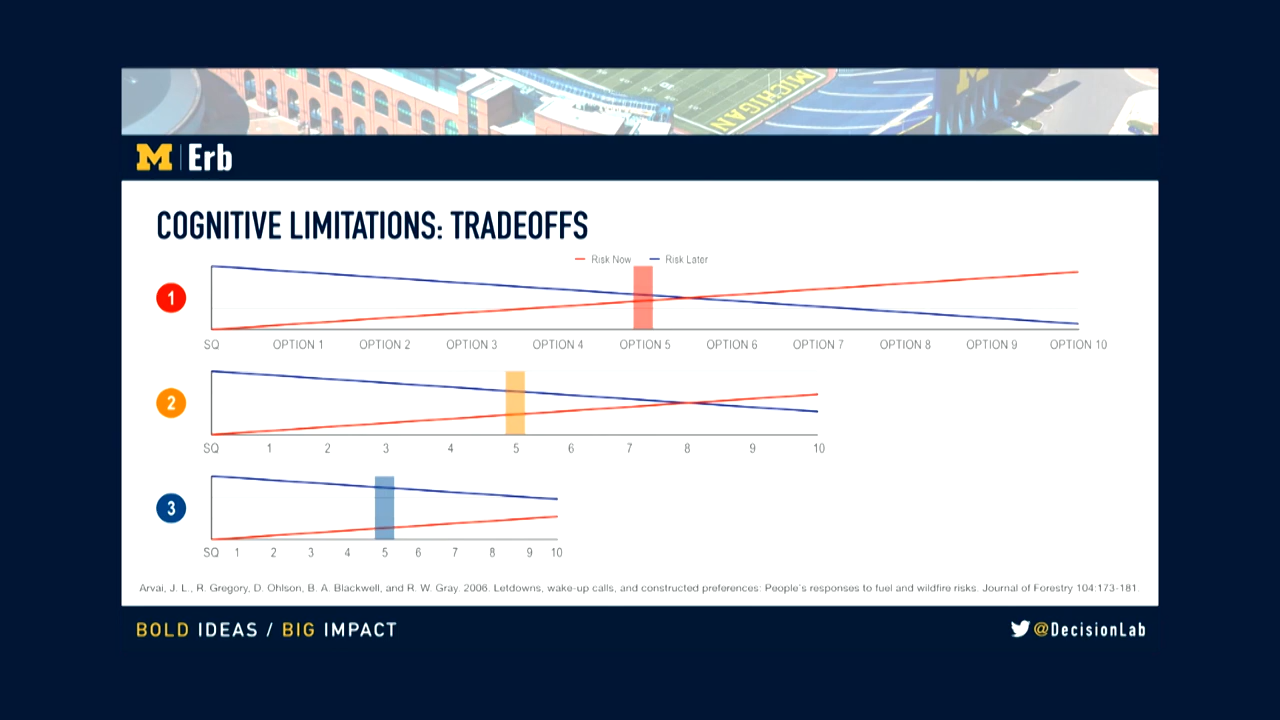 MICHIGAN
M
M | Erb
COGNITIVE LIMITATIONS: TRADEOFFS
Risk Now Risk Later
1
SQ OPTION 1 OPTION 2 OPTION 3 OPTION 4 OPTION 5 OPTION 6 OPTION 7 OPTION 8 OPTION 9 OPTION 10
2
SQ 1 2 3 4 5 6 7 8 9 10
3
SQ 1 2 3 4 5 6 7 8 9 10
Arvai, J. L., R. Gregory, D. Ohlson, B. A. Blackwell, and R. W. Gray. 2006. Letdowns, wake-up calls, and constructed preferences: People's responses to fuel and wildfire risks. Journal of Forestry 104:173-181.
BOLD IDEAS / BIG IMPACT
@DecisionLab